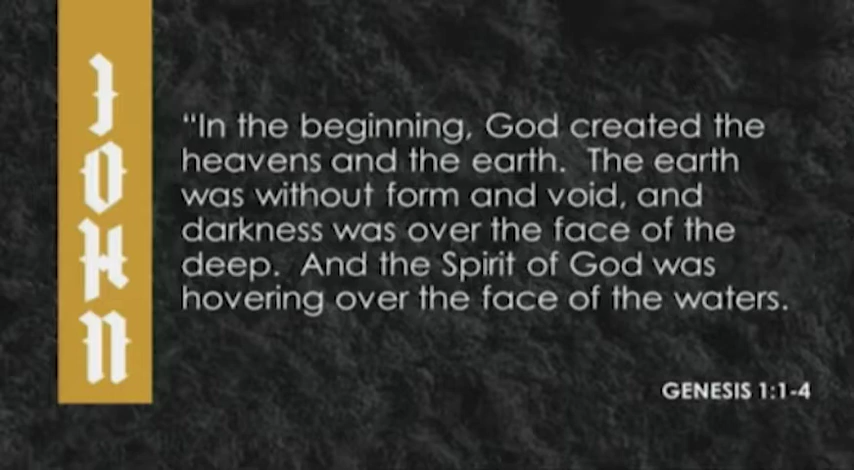 JOHN
“In the beginning, God created the
heavens and the earth.  The earth
was without form and void, and
darkness was over the face of the
deep.  And the Spirit of God was
hovering over the face of the waters.
GENESIS 1:1-4